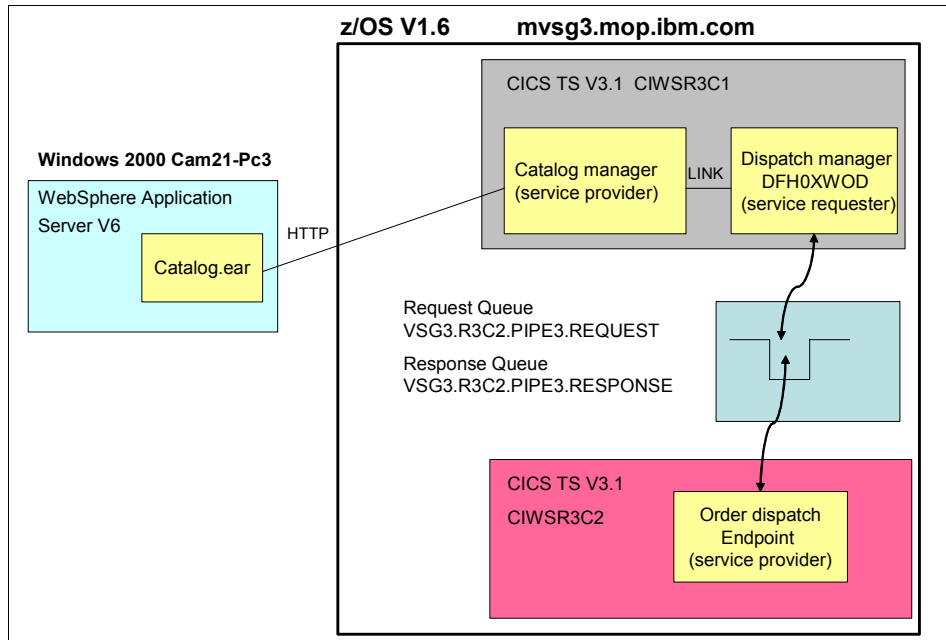 z/OS V1.6 mvsg3.mop.ibm.com
CICS TS V3.1 CIWSR3C1
Catalog manager
(service provider)
LINK
Dispatch manager
DFH0XWOD
(service requester)
Windows 2000 Cam21-Pc3
WebSphere Application
Server V6
Catalog.ear
HTTP
Request Queue
VSG3.R3C2.PIPE3.REQUEST
Response Queue
VSG3.R3C2.PIPE3.RESPONSE
CICS TS V3.1
CIWSR3C2
Order dispatch
Endpoint
(service provider)